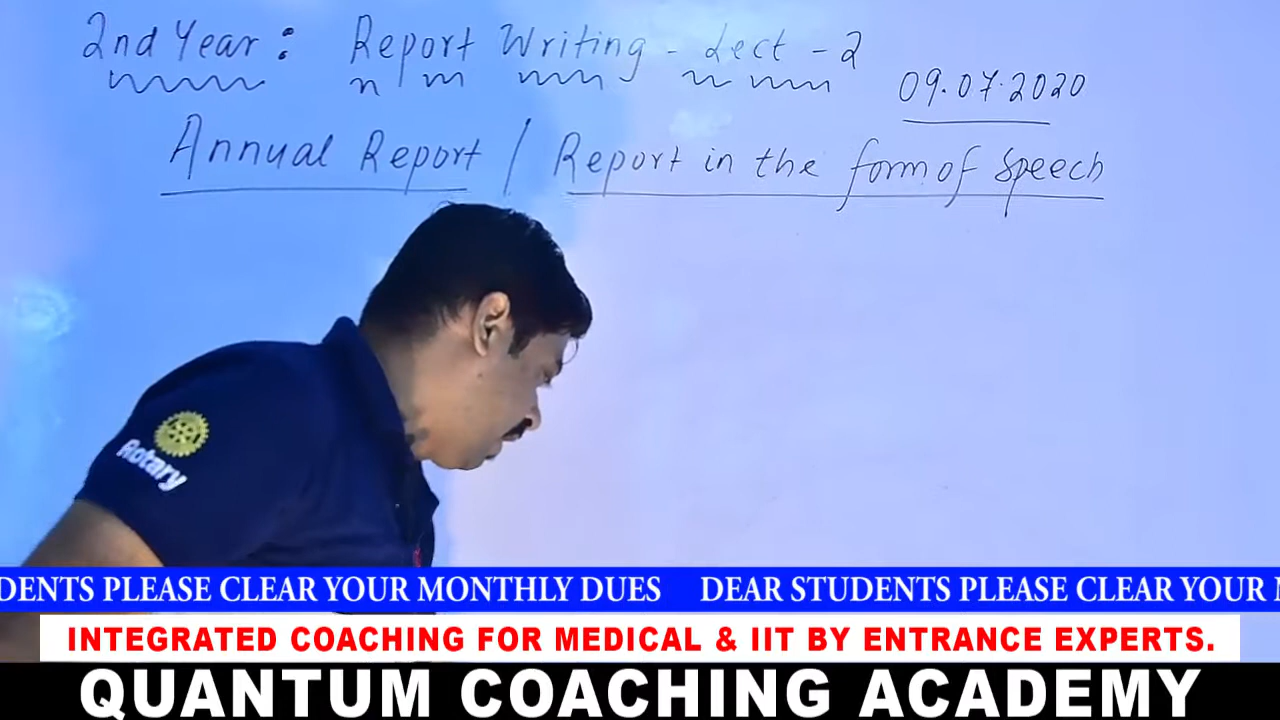 2nd Year : Report Writing - Lect - 2
09.07.2020
Annual Report / Report in the form of speech
Rotary
DENTS PLEASE CLEAR YOUR MONTHLY DUES DEAR STUDENTS PLEASE CLEAR YOUR
INTEGRATED COACHING FOR MEDICAL & IIT BY ENTRANCE EXPERTS.
QUANTUM COACHING ACADEMY